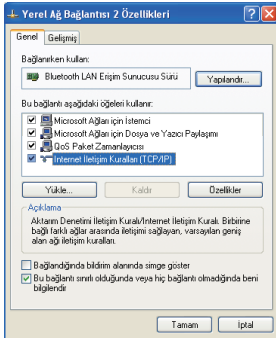 Yerel Ağ Bağlantısı 2 Özellikleri
Genel
Gelişmiş
Bağlanırken kullan:
Bluetooth LAN Erişim Sunucusu Sürü
Yapılandır...
Bu bağlantı aşağıdaki öğeleri kullanır:
Microsoft Ağları için İstemci
Microsoft Ağları için Dosya ve Yazıcı Paylaşımı
QoS Paket Zamanlayıcısı
Internet İletişim Kuralları (TCP/IP)
Yükle...
Kaldır
Özellikler
Açıklama
Aktarım Denetimi İletişim Kuralı/Internet İletişim Kuralı. Birbirine
bağlı farklı ağlar arasında iletişimi sağlayan, varsayılan geniş
alan ağı iletişim kuralları.
Bağlandığında bildirim alanında simge göster
Bu bağlantı sınırlı olduğunda veya hiç bağlantı olmadığında beni
bilgilendir
Tamam
İptal